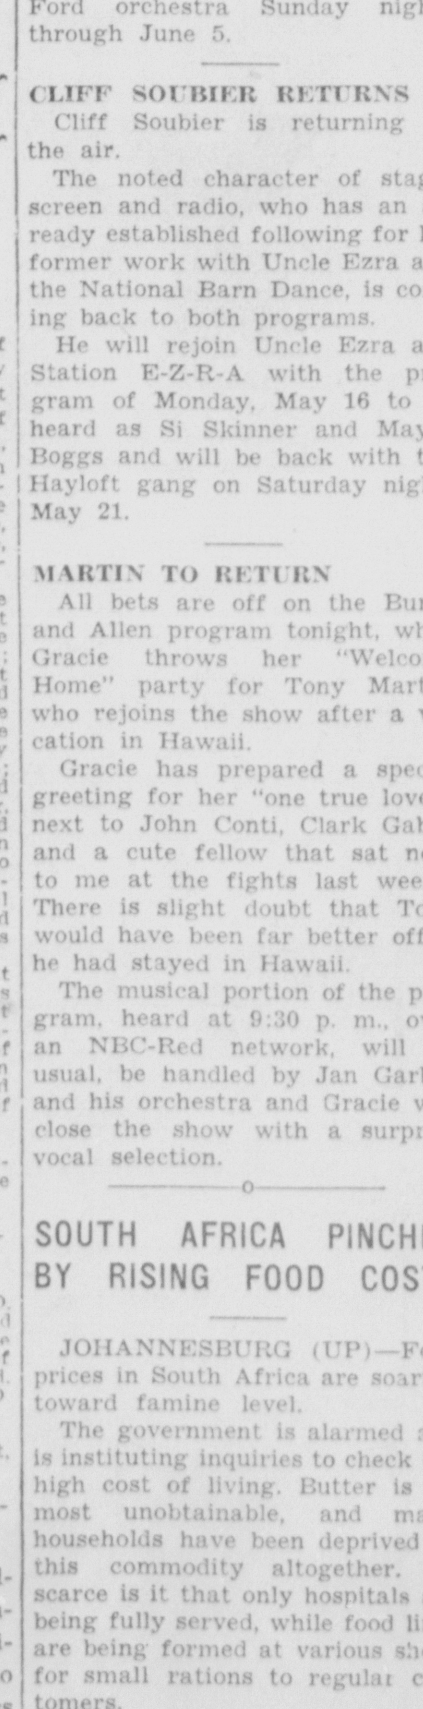 Ford orchestra Sunday nigh
through June 5.
CLIFF SOUBIER RETURNS
Cliff Soubier is returning
the air.
The noted character of stag
screen and radio, who has an
ready established following for h
former work with Uncle Ezra a
the National Barn Dance, is co
ing back to both programs.
He will rejoin Uncle Ezra a
Station E-Z-R-A with the p
gram of Monday, May 16 to
heard as Si Skinner and May
Boggs and will be back with t
Hayloft gang on Saturday nigh
May 21.
MARTIN TO RETURN
All bets are off on the Bur
and Allen program tonight, wh
Gracie throws her "Welco
Home" party for Tony Mart
who rejoins the show after a v
cation in Hawaii.
Gracie has prepared a spec
greeting for her "one true love
next to John Conti, Clark Gab
and a cute fellow that sat ne
to me at the fights last wee
There is slight doubt that To
would have been far better off
he had stayed in Hawaii.
The musical portion of the p
gram, heard at 9:30 p. m., ov
an NBC-Red network, will
usual, be handled by Jan Garb
and his orchestra and Gracie w
close the show with a surpr
vocal selection.
SOUTH AFRICA PINCHE
BY RISING FOOD COST
JOHANNESBURG (UP)—Fo
prices in South Africa are soar
toward famine level.
The government is alarmed a
is instituting inquiries to check
high cost of living. Butter is
most unobtainable, and ma
households have been deprived
this commodity altogether.
scarce is it that only hospitals
being fully served, while food li
are being formed at various sho
for small rations to regular c
tomers.